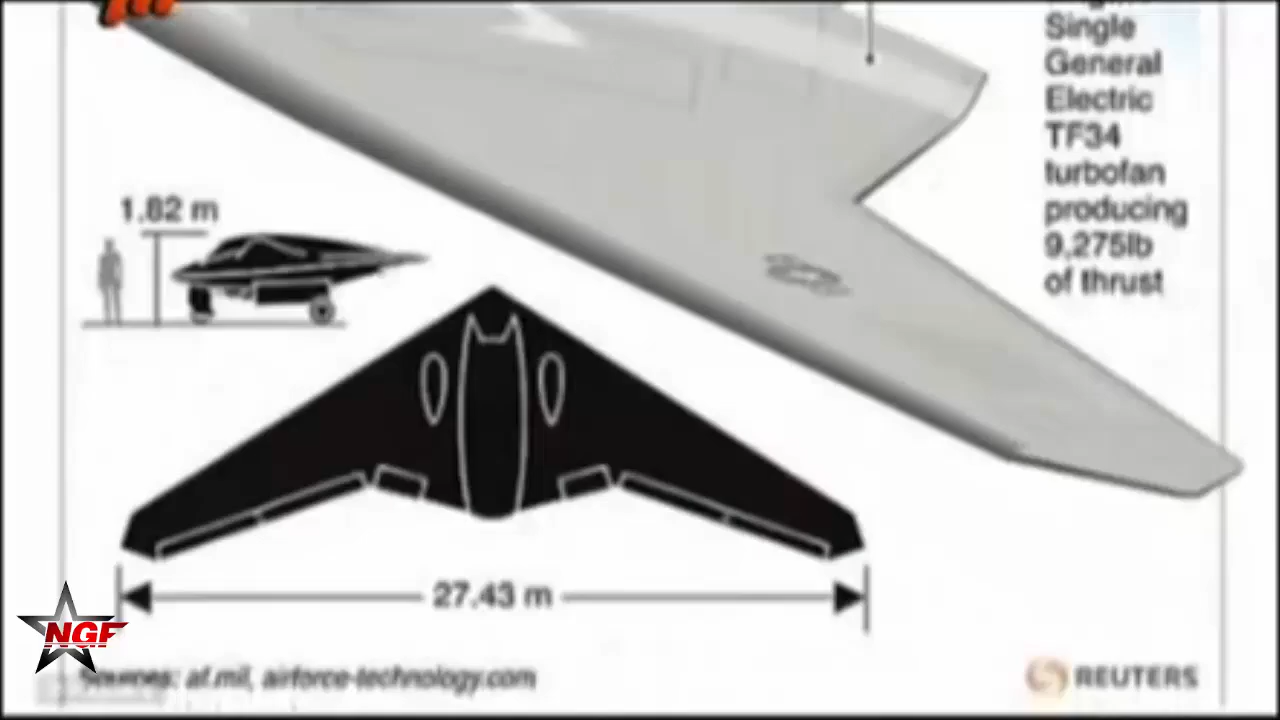 Single
General
Electric
TF34
turbofan
producing
9,275lb
of thrust
1.82 m
27.43 m
NGF
Sources: af.mil, airforce-technology.com
REUTERS